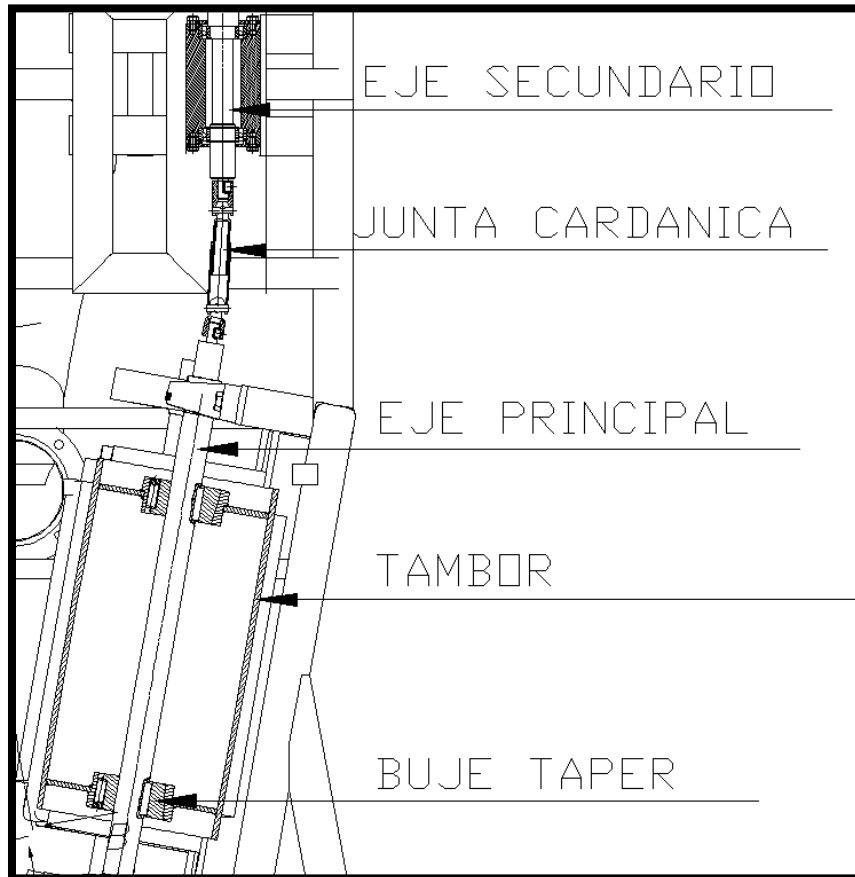 EJE SECUNDARIO
JUNTA CARDANICA
EJE PRINCIPAL
TAMBOR
BUJE TAPER